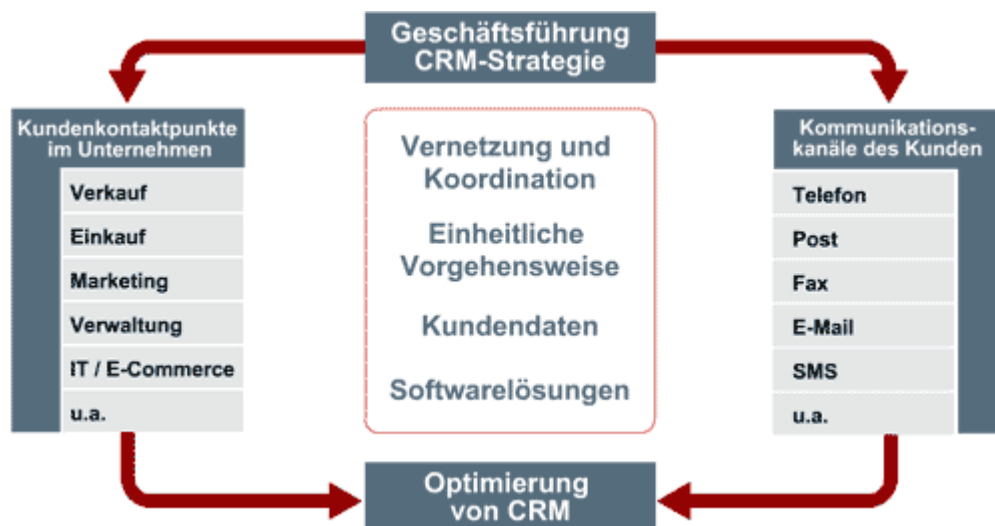 Geschäftsführung
CRM-Strategie
Kundenkontaktpunkte
im Unternehmen
Verkauf
Einkauf
Marketing
Verwaltung
IT / E-Commerce
u.a.
Vernetzung und
Koordination
Einheitliche
Vorgehensweise
Kundendaten
Softwarelösungen
Kommunikations-
kanäle des Kunden
Telefon
Post
Fax
E-Mail
SMS
u.a.
Optimierung
von CRM